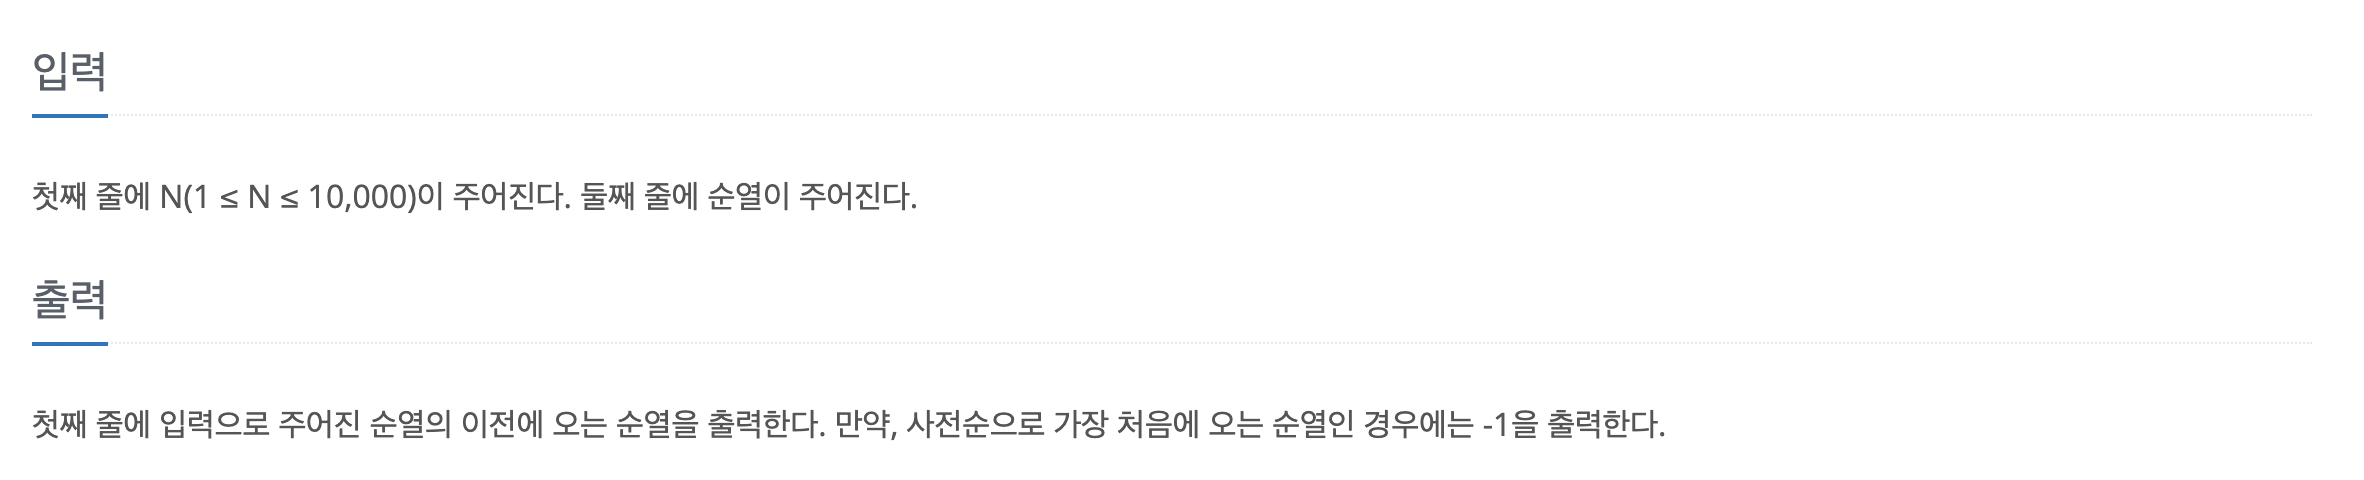 입력
첫째 줄에 N(1 ≤ N ≤ 10,000)이 주어진다. 둘째 줄에 순열이 주어진다.
출력
첫째 줄에 입력으로 주어진 순열의 이전에 오는 순열을 출력한다. 만약, 사전순으로 가장 처음에 오는 순열인 경우에는 -1을 출력한다.